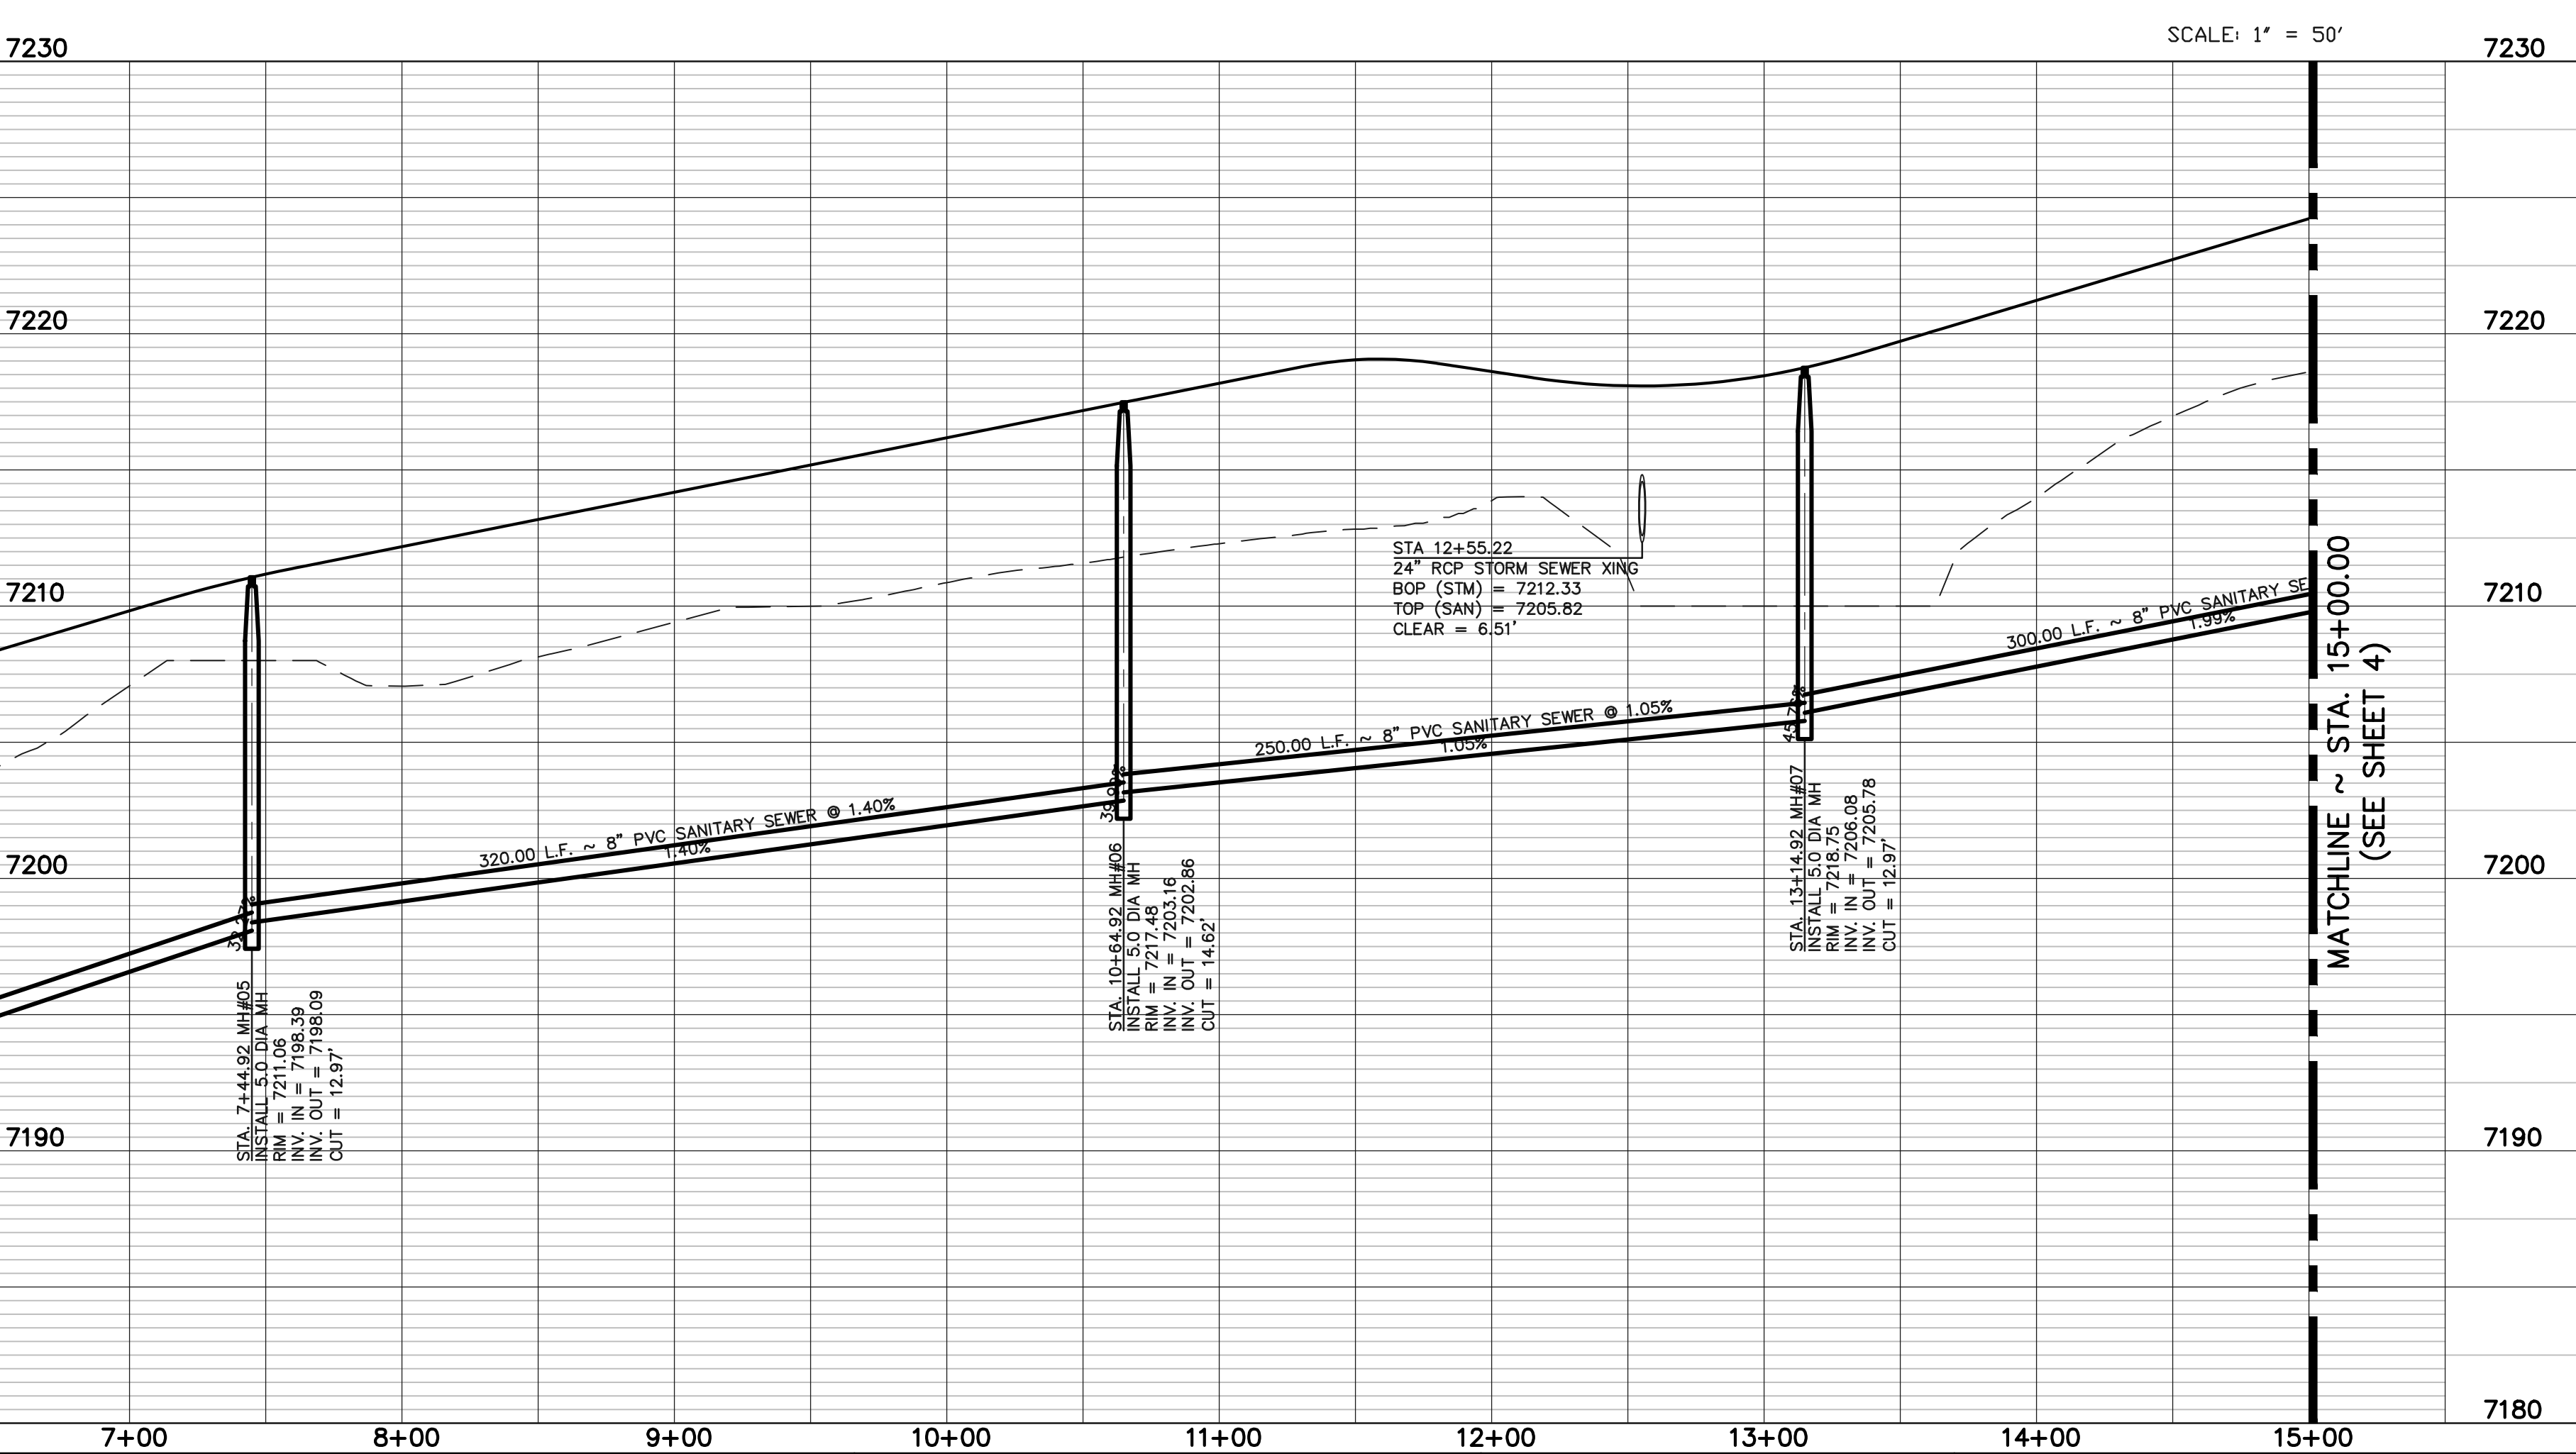 SCALE: 1" = 50'
7230
7230
7220
7220
7210
7210
7200
7200
7190
7190
7180
STA 12+55.22
24" RCP STORM SEWER XING
BOP (STM) = 7212.33
TOP (SAN) = 7205.82
CLEAR = 6.51'
320.00 L.F. ~ 8" PVC SANITARY SEWER @ 1.40%
1.40%
250.00 L.F. ~ 8" PVC SANITARY SEWER @ 1.05%
1.05%
300.00 L.F. ~ 8" PVC SANITARY SE
1.99%
STA. 7+44.92 MH#05
INSTALL 5.0 DIA MH
RIM = 7211.06
INV. IN = 7198.39
INV. OUT = 7198.09
CUT = 12.97'
STA. 10+64.92 MH#06
INSTALL 5.0 DIA MH
RIM = 7217.48
INV. IN = 7203.16
INV. OUT = 7202.86
CUT = 14.62'
STA. 13+14.92 MH#07
INSTALL 5.0 DIA MH
RIM = 7218.75
INV. IN = 7206.08
INV. OUT = 7205.78
CUT = 12.97'
MATCHLINE ~ STA. 15+00.00
(SEE SHEET 4)
7+00
8+00
9+00
10+00
11+00
12+00
13+00
14+00
15+00